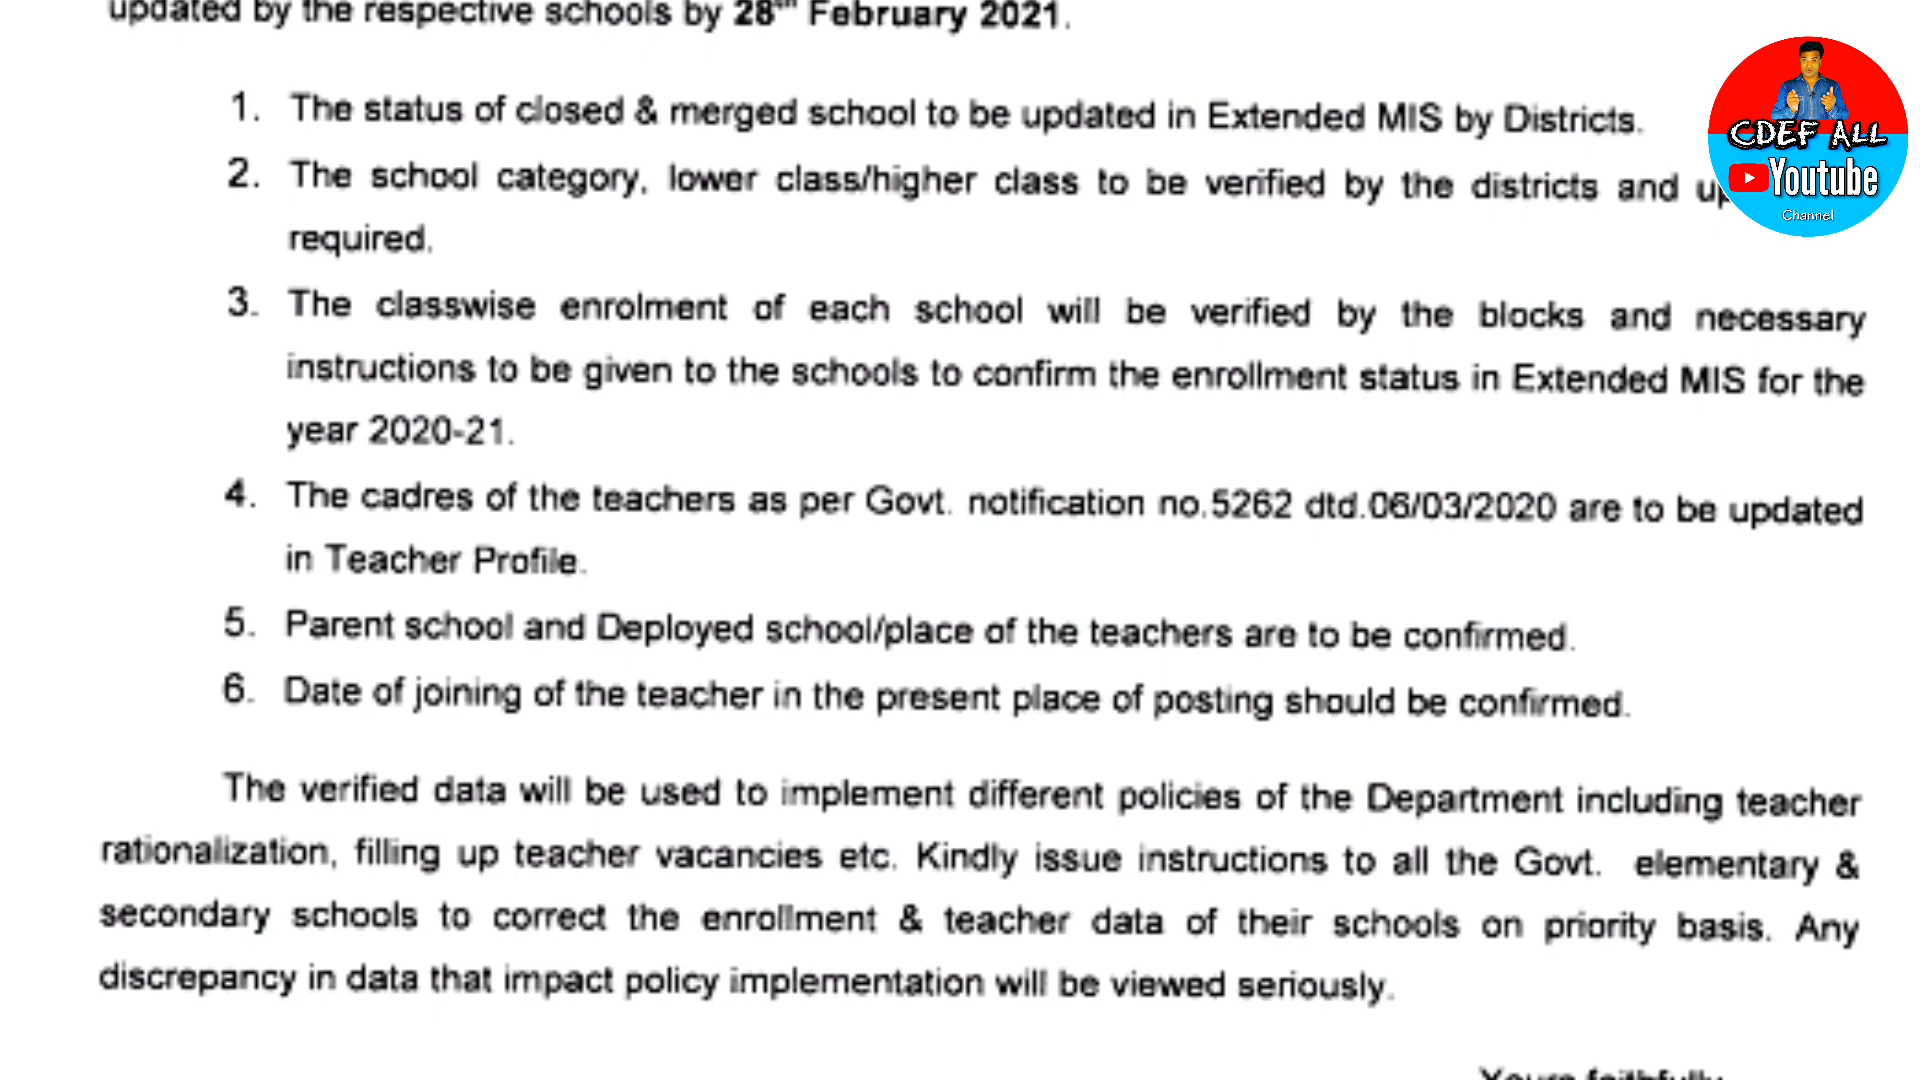 updated by the respective schools by 28th February 2021.
1. The status of closed & merged school to be updated in Extended MIS by Districts.
2. The school category, lower class/higher class to be verified by the districts and
required.
3. The classwise enrolment of each school will be verified by the blocks and necessary
instructions to be given to the schools to confirm the enrollment status in Extended MIS for the
year 2020-21.
4. The cadres of the teachers as per Govt. notification no.5262 dtd.06/03/2020 are to be updated
in Teacher Profile.
5. Parent school and Deployed school/place of the teachers are to be confirmed.
6. Date of joining of the teacher in the present place of posting should be confirmed.
The verified data will be used to implement different policies of the Department including teacher
rationalization, filling up teacher vacancies etc. Kindly issue instructions to all the Govt. elementary &
secondary schools to correct the enrollment & teacher data of their schools on priority basis. Any
discrepancy in data that impact policy implementation will be viewed seriously.
Yours faithfully
CDEF ALL
Youtube
Channel